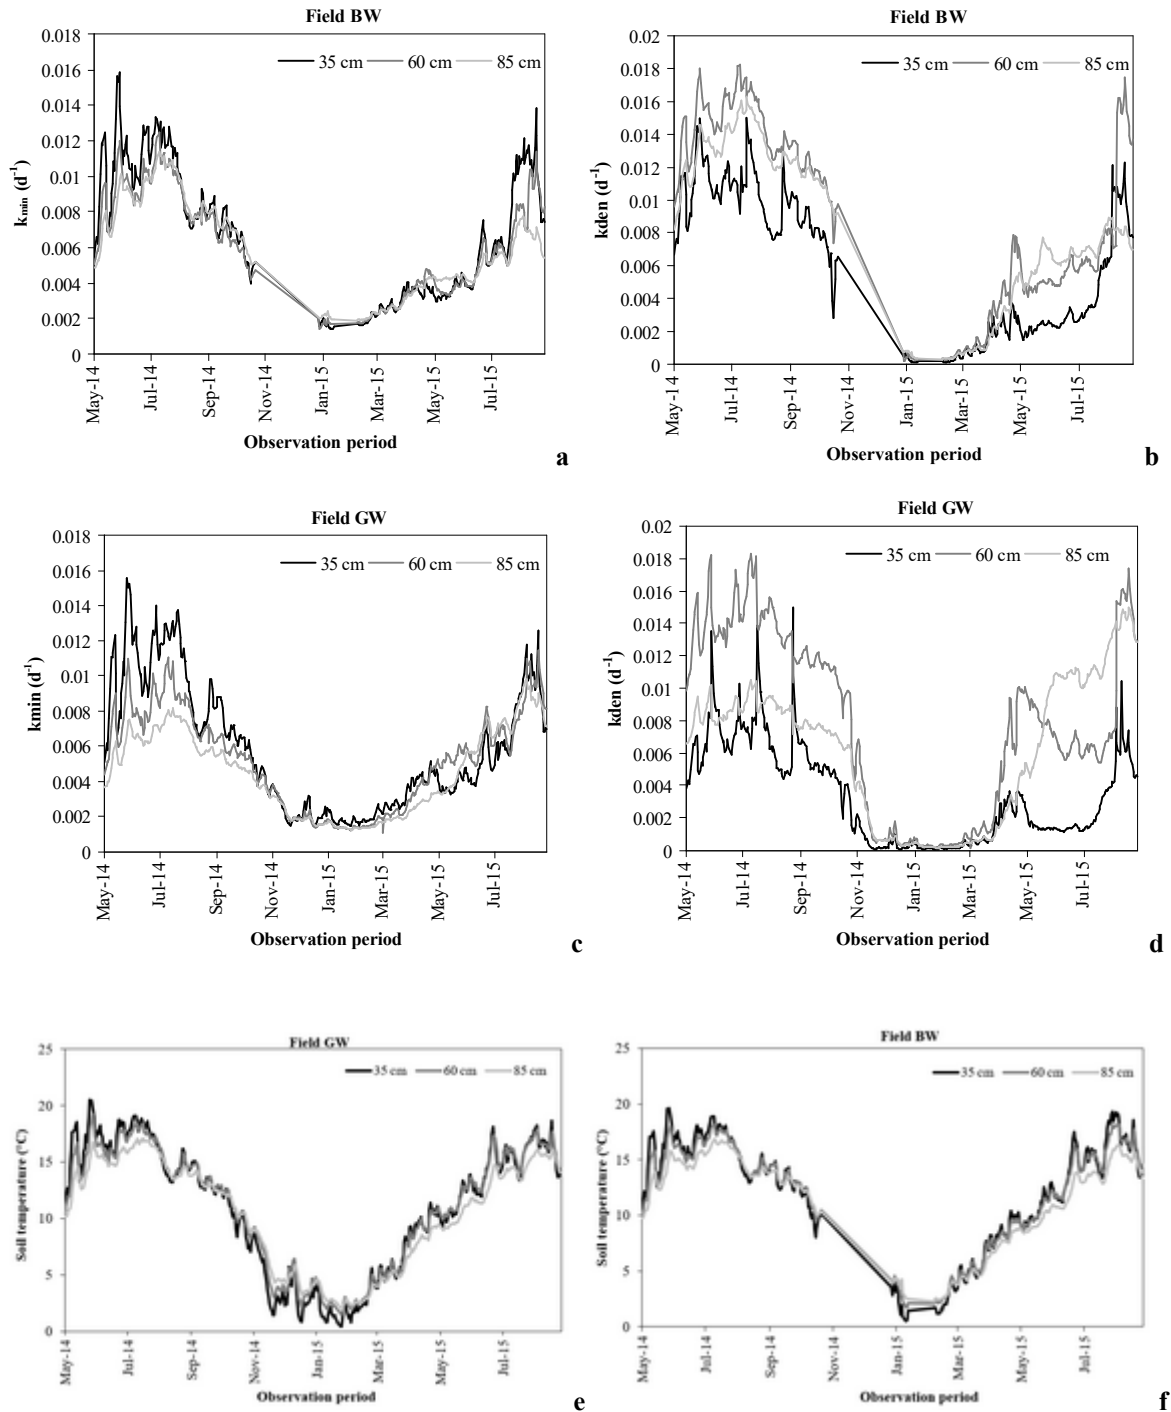 Field BW
0.018
0.016
0.014
0.012
0.01
0.008
0.006
0.004
0.002
0
kmin (d-1)
35 cm 60 cm 85 cm
May-14 Jul-14 Sep-14 Nov-14 Jan-15 Mar-15 May-15 Jul-15
Observation period
a
Field BW
0.02
0.018
0.016
0.014
0.012
0.01
0.008
0.006
0.004
0.002
0
kden (d-1)
35 cm 60 cm 85 cm
May-14 Jul-14 Sep-14 Nov-14 Jan-15 Mar-15 May-15 Jul-15
Observation period
b
Field GW
0.018
0.016
0.014
0.012
0.01
0.008
0.006
0.004
0.002
0
kmin (d-1)
35 cm 60 cm 85 cm
May-14 Jul-14 Sep-14 Nov-14 Jan-15 Mar-15 May-15 Jul-15
Observation period
c
Field GW
0.02
0.018
0.016
0.014
0.012
0.01
0.008
0.006
0.004
0.002
0
kden (d-1)
35 cm 60 cm 85 cm
May-14 Jul-14 Sep-14 Nov-14 Jan-15 Mar-15 May-15 Jul-15
Observation period
d
Field GW
25
20
15
10
5
0
Soil temperature (°C)
35 cm 60 cm 85 cm
May-14 Jul-14 Sep-14 Nov-14 Jan-15 Mar-15 May-15 Jul-15
Observation period
e
Field BW
25
20
15
10
5
0
Soil temperature (°C)
35 cm 60 cm 85 cm
May-14 Jul-14 Sep-14 Nov-14 Jan-15 Mar-15 May-15 Jul-15
Observation period
f